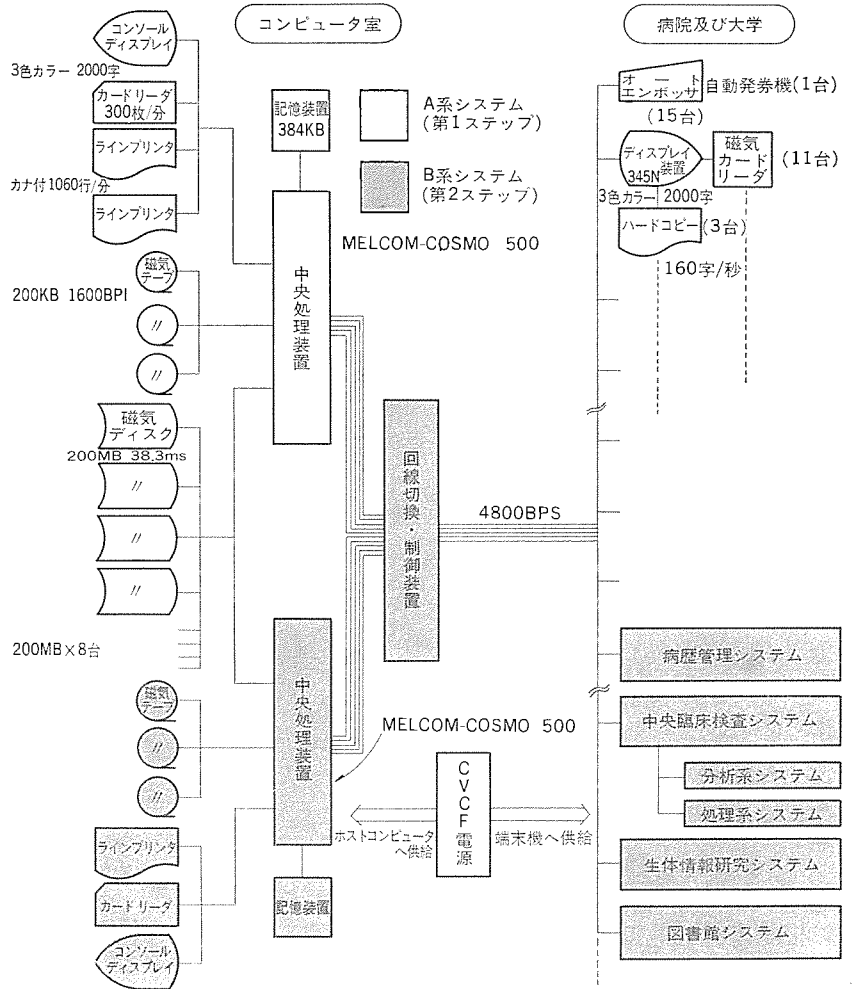 コンピュータ室
病院及び大学
コンソール
ディスプレイ
3色カラー 2000字
カードリーダ
300枚/分
ラインプリンタ
カナ付1060行/分
ラインプリンタ
磁気
テープ
200KB 1600BPI
〃
〃
磁気
ディスク
200MB 38.3ms
〃
〃
〃
200MB×8台
磁気
テープ
〃
〃
ラインプリンタ
カードリーダ
コンソール
ディスプレイ
記憶装置
384KB
A系システム
(第1ステップ)
B系システム
(第2ステップ)
MELCOM-COSMO 500
中央処理装置
回線切換・制御装置
4800BPS
中央処理装置
MELCOM-COSMO 500
記憶装置
CVCF電源
ホストコンピュータ
へ供給
端末機へ供給
オート
エンボッサ
自動発券機(1台)
(15台)
ディスプレイ
装置
345N
磁気
カード
リーダ
(11台)
3色カラー 2000字
ハードコピー
(3台)
160字/秒
病歴管理システム
中央臨床検査システム
分析系システム
処理系システム
生体情報研究システム
図書館システム